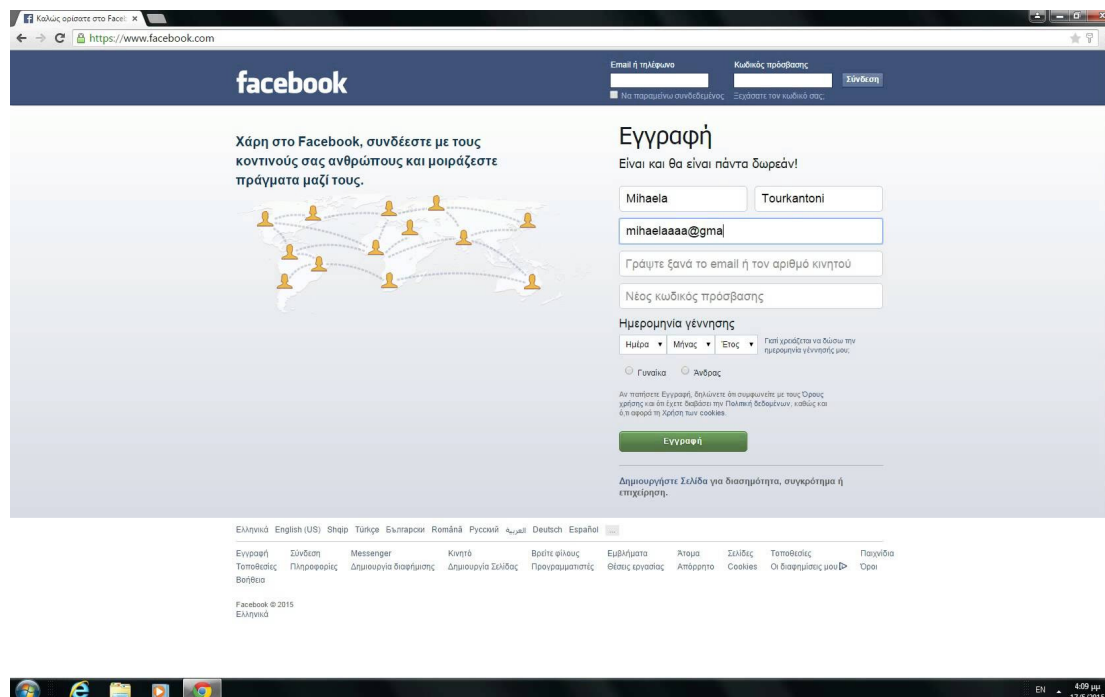 Καλώς ορίσατε στο Faceb
https://www.facebook.com
facebook
Email ή τηλέφωνο
Κωδικός πρόσβασης
Σύνδεση
Να παραμείνω συνδεδεμένος
Ξεχάσατε τον κωδικό σας;
Χάρη στο Facebook, συνδέεστε με τους
κοντινούς σας ανθρώπους και μοιράζεστε
πράγματα μαζί τους.
Εγγραφή
Είναι και θα είναι πάντα δωρεάν!
Mihaela
Tourkantoni
mihaelaaaa@gma
Γράψτε ξανά το email ή τον αριθμό κινητού
Νέος κωδικός πρόσβασης
Ημερομηνία γέννησης
Ημέρα Μήνας Έτος
Γιατί χρειάζεται να δώσω την
ημερομηνία γέννησής μου;
Γυναίκα Άνδρας
Αν πατήσετε Εγγραφή, δηλώνετε ότι συμφωνείτε με τους Όρους
χρήσης και ότι έχετε διαβάσει την Πολιτική δεδομένων, καθώς και
ό,τι αφορά τη Χρήση των cookies.
Εγγραφή
Δημιουργήστε Σελίδα για διασημότητα, συγκρότημα ή
επιχείρηση.
Ελληνικά English (US) Shqip Türkçe Български Română Русский العربية Deutsch Español ...
Εγγραφή Σύνδεση Messenger Κινητό Βρείτε φίλους Εμβλήματα Άτομα Σελίδες Τοποθεσίες Παιχνίδια
Τοποθεσίες Πληροφορίες Δημιουργία διαφήμισης Δημιουργία Σελίδας Προγραμματιστές Θέσεις εργασίας Απόρρητο Cookies Οι διαφημίσεις μου Όροι
Βοήθεια
Facebook © 2015
Ελληνικά
EN
4:09 μμ
17/5/2015